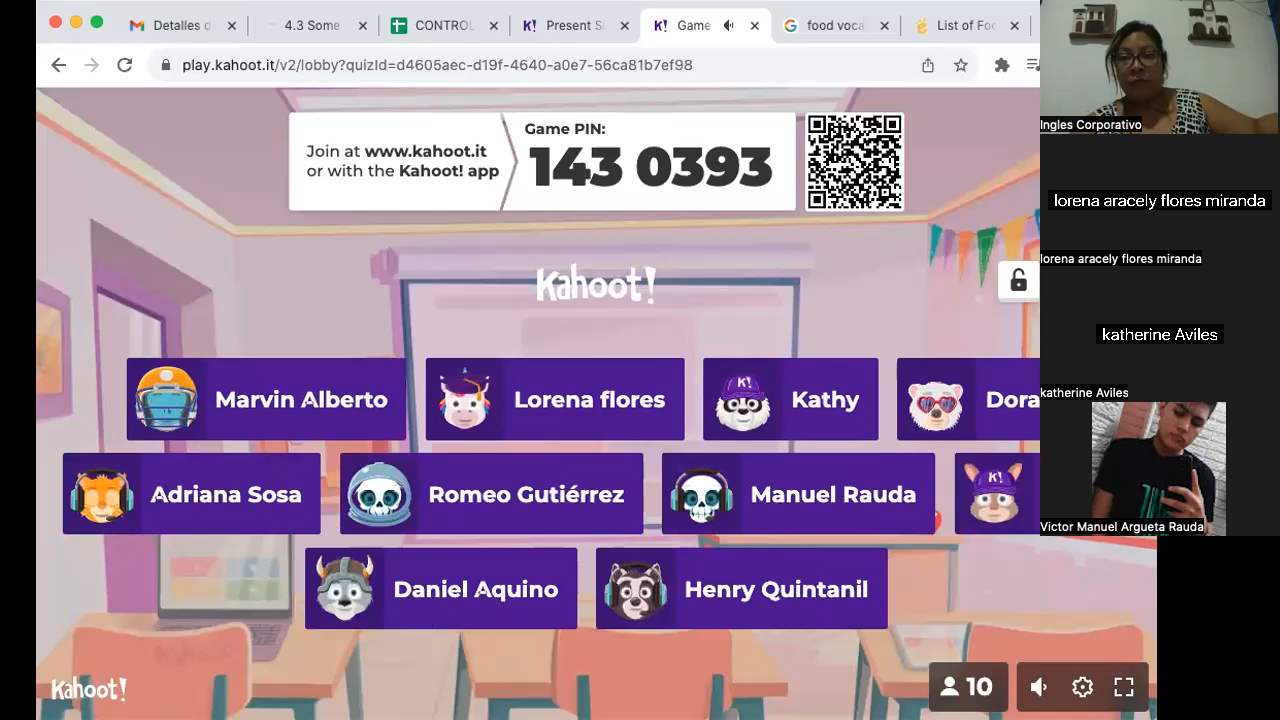 Detalles d
4.3 Some
CONTROL
K! Present S
K! Game
food voca
List of Foo
play.kahoot.it/v2/lobby?quizId=d4605aec-d19f-4640-a0e7-56ca81b7ef98
Join at www.kahoot.it
or with the Kahoot! app
Game PIN:
143 0393
Kahoot!
Marvin Alberto
Lorena flores
K!
Kathy
Dora
Adriana Sosa
Romeo Gutiérrez
Manuel Rauda
K!
Daniel Aquino
Henry Quintanil
Kahoot!
10
Ingles Corporativo
lorena aracely flores miranda
lorena aracely flores miranda
katherine Aviles
katherine Aviles
Victor Manuel Argueta Rauda